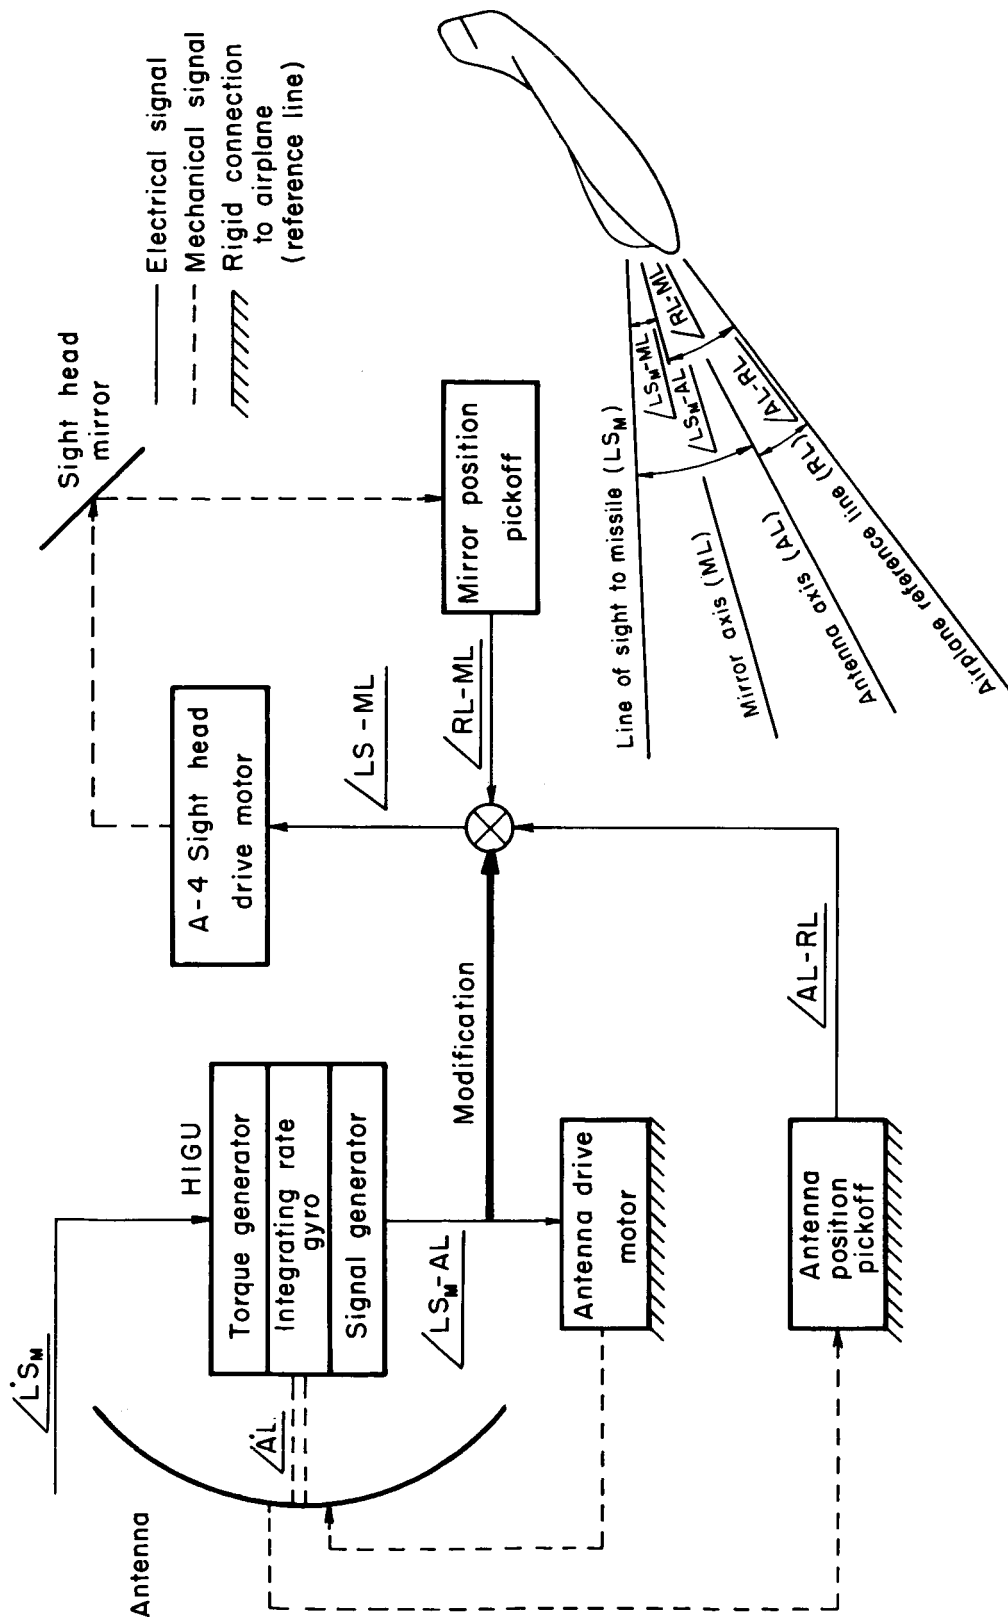 Antenna
∠L̇S_M
HIGU
Torque generator
Integrating rate
gyro
Signal generator
∠ȦL
∠LS_M-AL
Antenna drive
motor
Antenna
position
pickoff
∠AL-RL
Modification
A-4 Sight head
drive motor
∠LS-ML
∠RL-ML
Sight head
mirror
Mirror position
pickoff
Electrical signal
Mechanical signal
Rigid connection
to airplane
(reference line)
Line of sight to missile (LS_M)
Mirror axis (ML)
Antenna axis (AL)
Airplane reference line (RL)
∠LS_M-ML
∠LS_M-AL
∠RL-ML
∠AL-RL